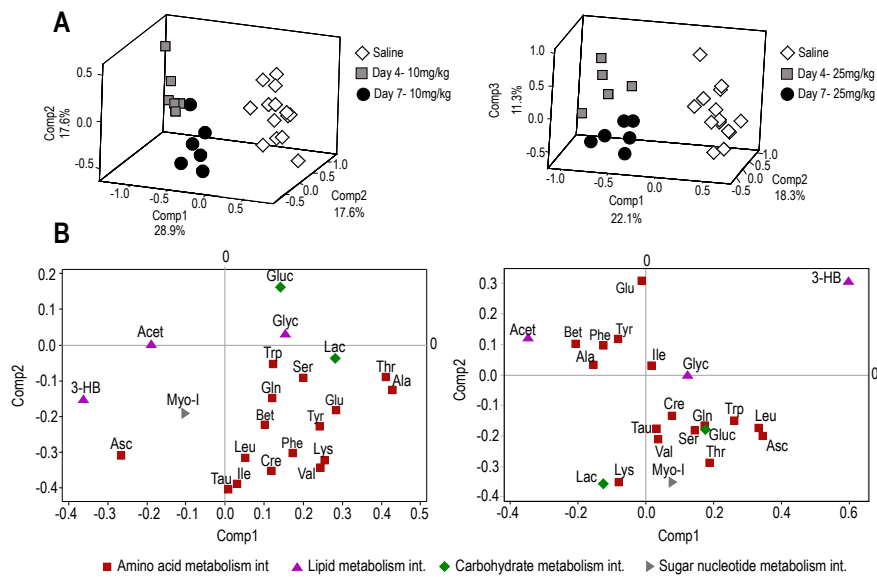 A
Saline
Day 4- 10mg/kg
Day 7- 10mg/kg
0.5
0.0
-0.5
Comp2
17.6%
-1.0
-0.5
0.0
0.5
Comp1
28.9%
-0.5
0.0
0.5
1.0
Comp2
17.6%
Saline
Day 4- 25mg/kg
Day 7- 25mg/kg
1.0
0.5
0.0
-0.5
Comp3
11.3%
-1.0
-0.5
0.0
0.5
Comp1
22.1%
-0.5
0.0
0.5
1.0
Comp2
18.3%
B
0
0.2
0.1
0.0
-0.1
-0.2
-0.3
-0.4
Comp2
Gluc
Glyc
Acet
Lac
0
Trp
Ser
Thr
Ala
3-HB
Myo-I
Gln
Glu
Bet
Tyr
Asc
Leu
Phe
Lys
Tau
Ile
Cre
Val
-0.4
-0.3
-0.2
-0.1
0.0
0.1
0.2
0.3
0.4
0.5
Comp1
0
0.3
0.2
0.1
0.0
-0.1
-0.2
-0.3
-0.4
Comp2
Glu
3-HB
Acet
Bet
Phe
Tyr
Ala
Ile
Glyc
0
Cre
Gln
Trp
Leu
Tau
Val
Ser
Gluc
Asc
Thr
Lac
Lys
Myo-I
-0.4
-0.2
0.0
0.2
0.4
0.6
Comp1
Amino acid metabolism int
Lipid metabolism int.
Carbohydrate metabolism int.
Sugar nucleotide metabolism int.